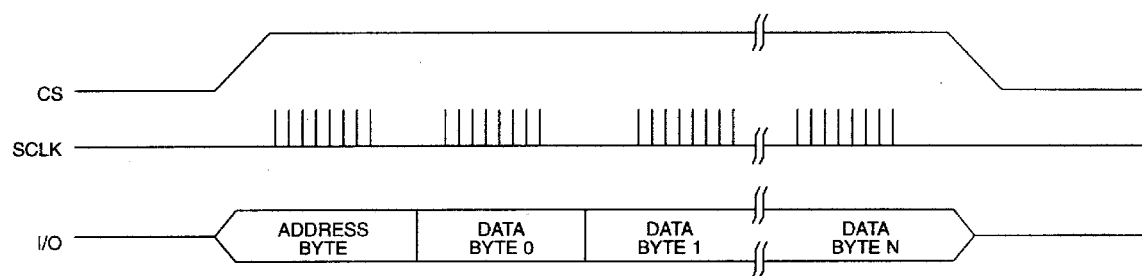 CS
SCLK
I/O
ADDRESS
BYTE
DATA
BYTE 0
DATA
BYTE 1
DATA
BYTE N